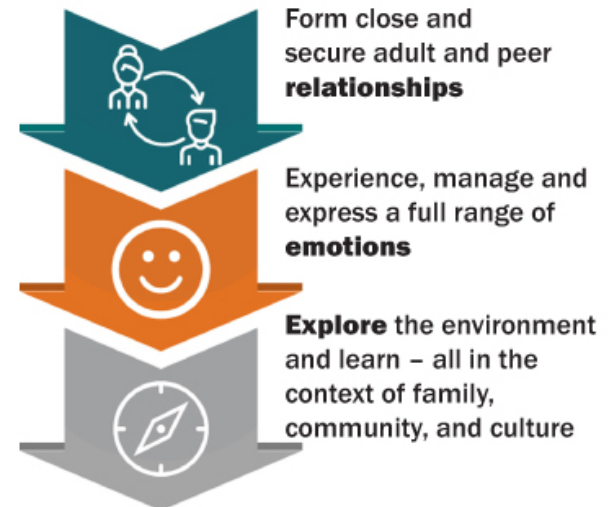 Form close and
secure adult and peer
relationships
Experience, manage and
express a full range of
emotions
Explore the environment
and learn – all in the
context of family,
community, and culture